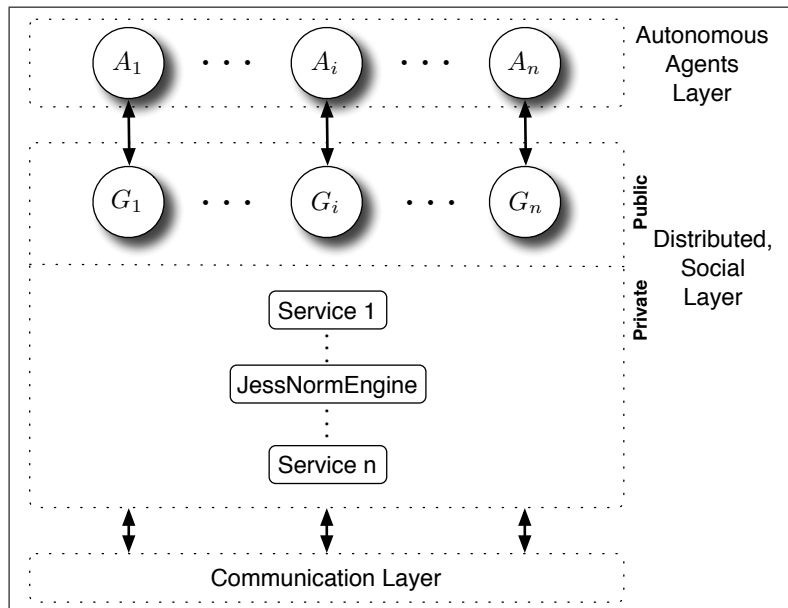 A1 · · · Ai · · · An
Autonomous
Agents
Layer
G1 · · · Gi · · · Gn
Public
Distributed,
Social
Layer
Private
Service 1
JessNormEngine
Service n
Communication Layer